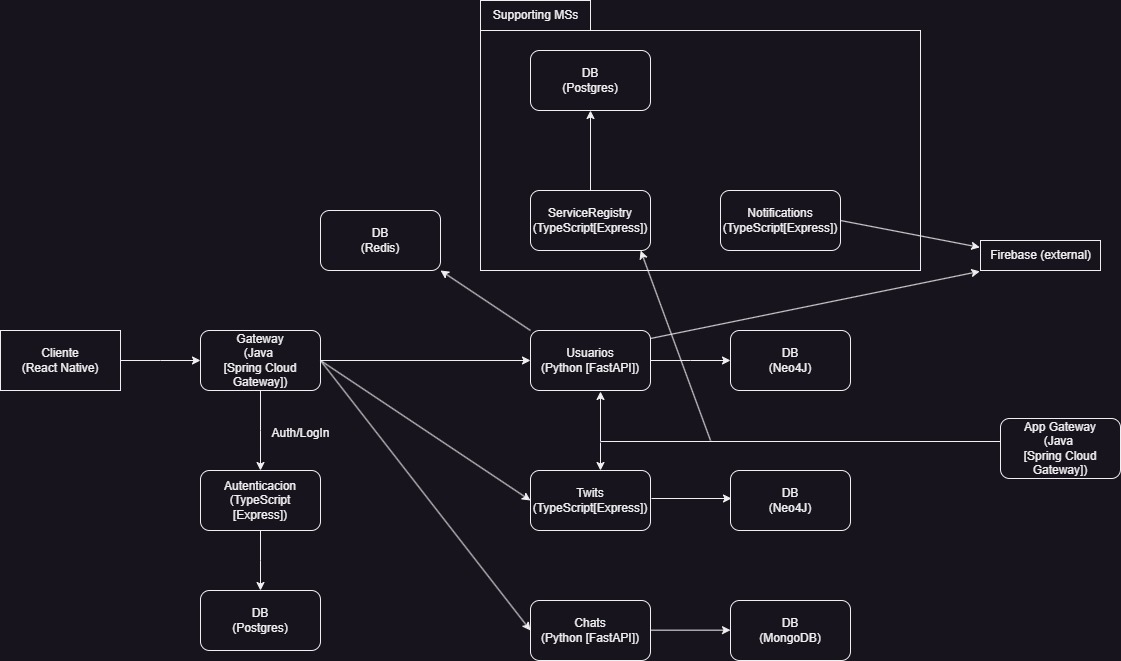 Supporting MSs
DB
(Postgres)
ServiceRegistry
(TypeScript[Express])
Notifications
(TypeScript[Express])
DB
(Redis)
Firebase (external)
Cliente
(React Native)
Gateway
(Java
[Spring Cloud
Gateway])
Usuarios
(Python [FastAPI])
DB
(Neo4J)
Auth/LogIn
App Gateway
(Java
[Spring Cloud
Gateway])
Autenticacion
(TypeScript
[Express])
Twits
(TypeScript[Express])
DB
(Neo4J)
DB
(Postgres)
Chats
(Python [FastAPI])
DB
(MongoDB)